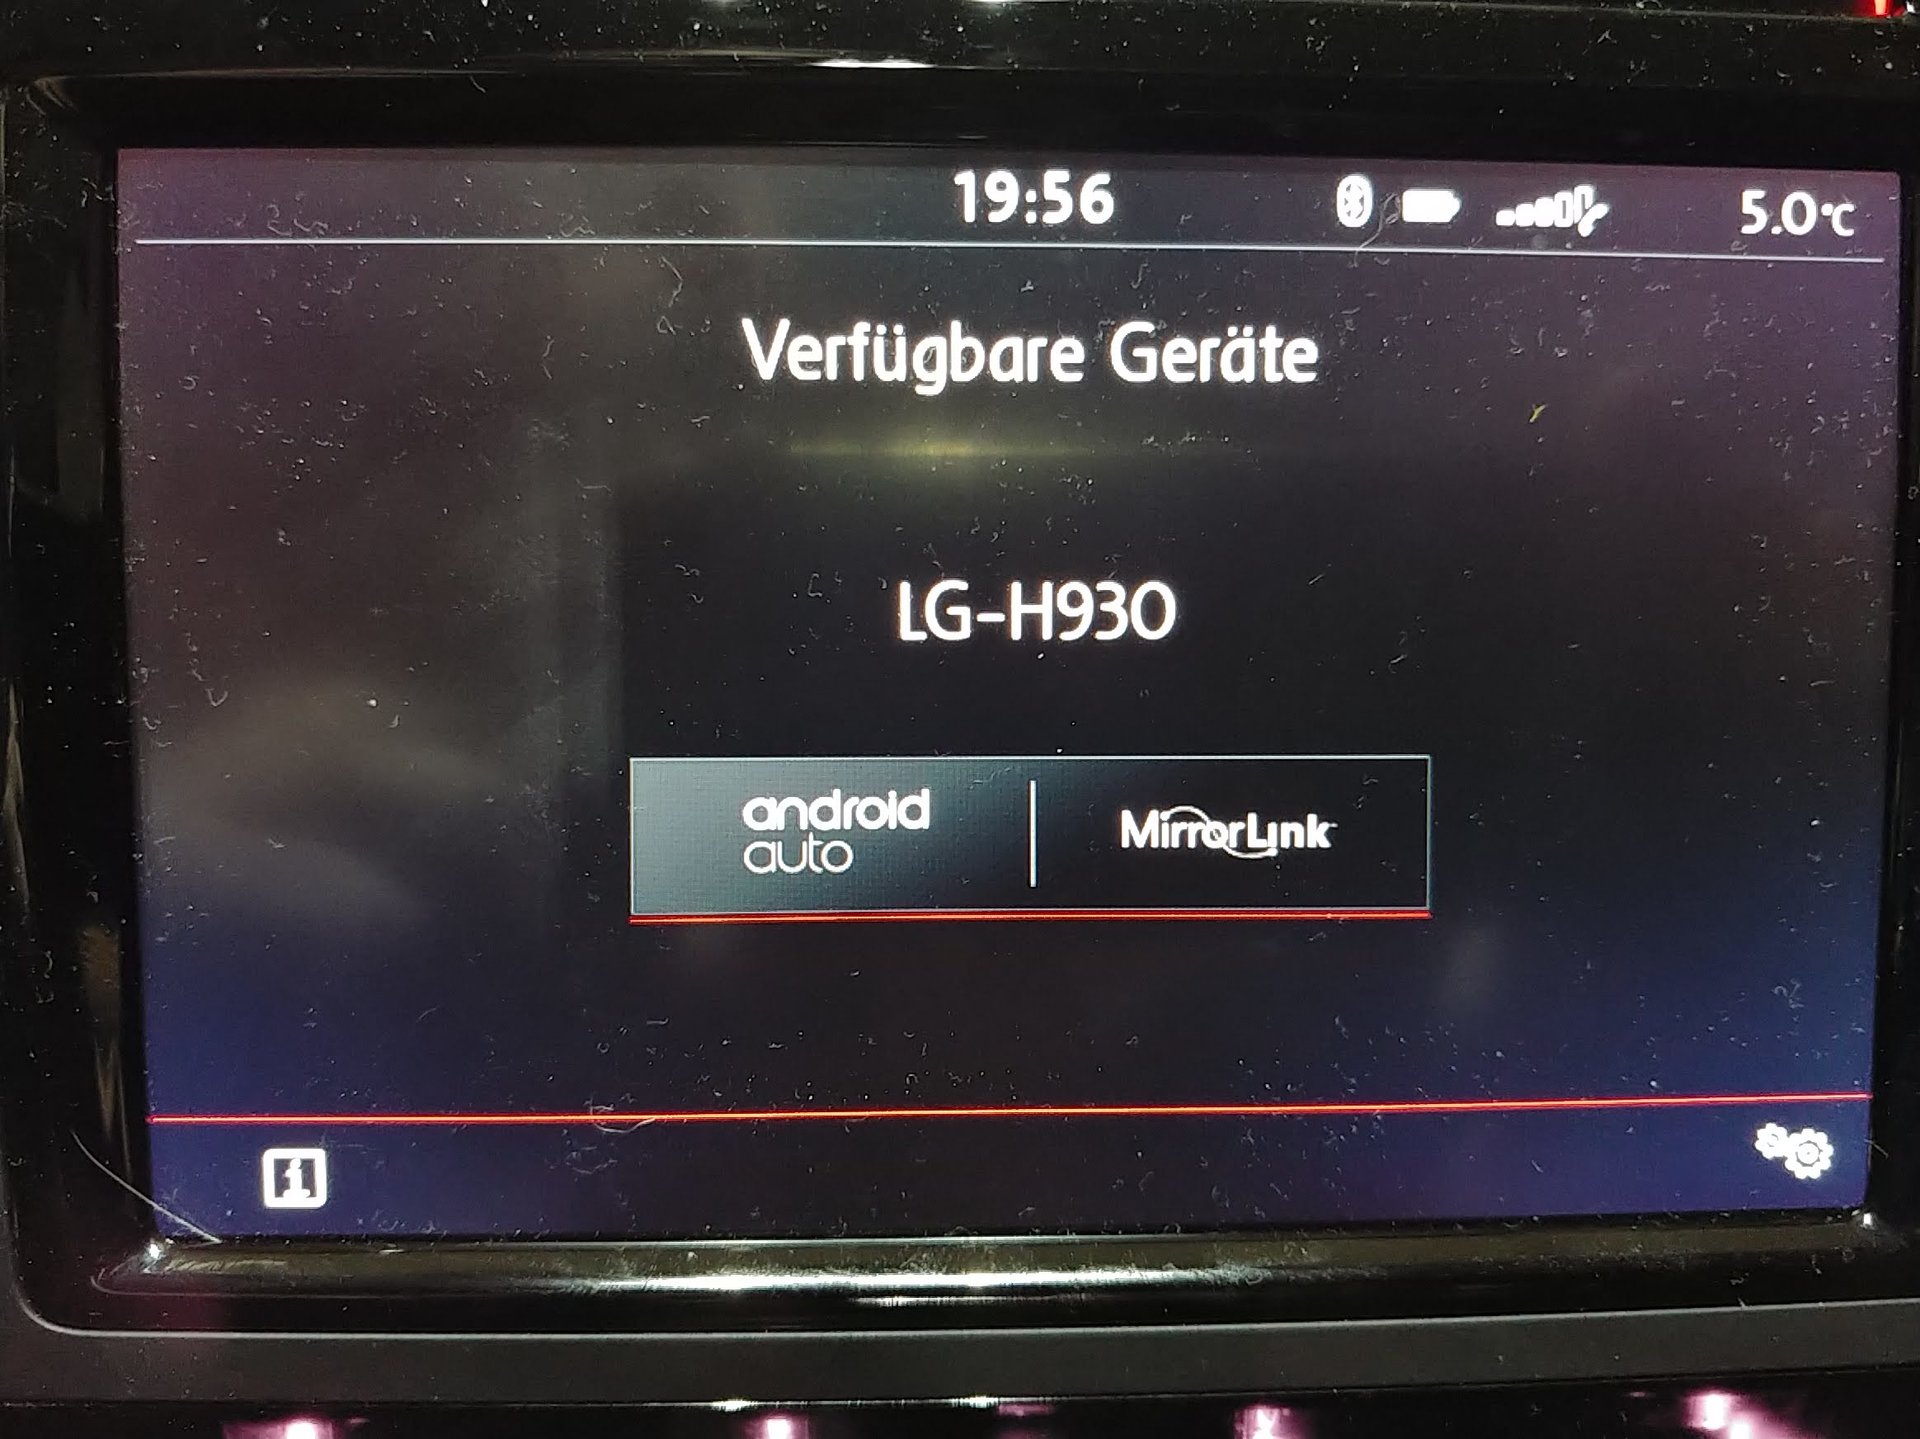 19:56 5.0°C
Verfügbare Geräte
LG-H930
android auto
MirrorLink